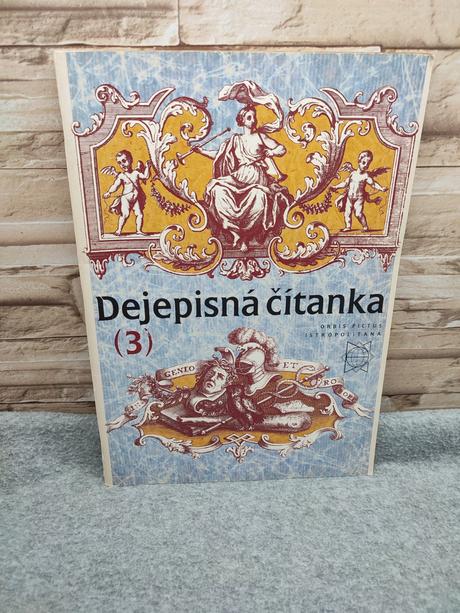 Dejepisná čítanka
(3)
ORBIS PICTUS
ISTROPOLITANA
GENIO ET